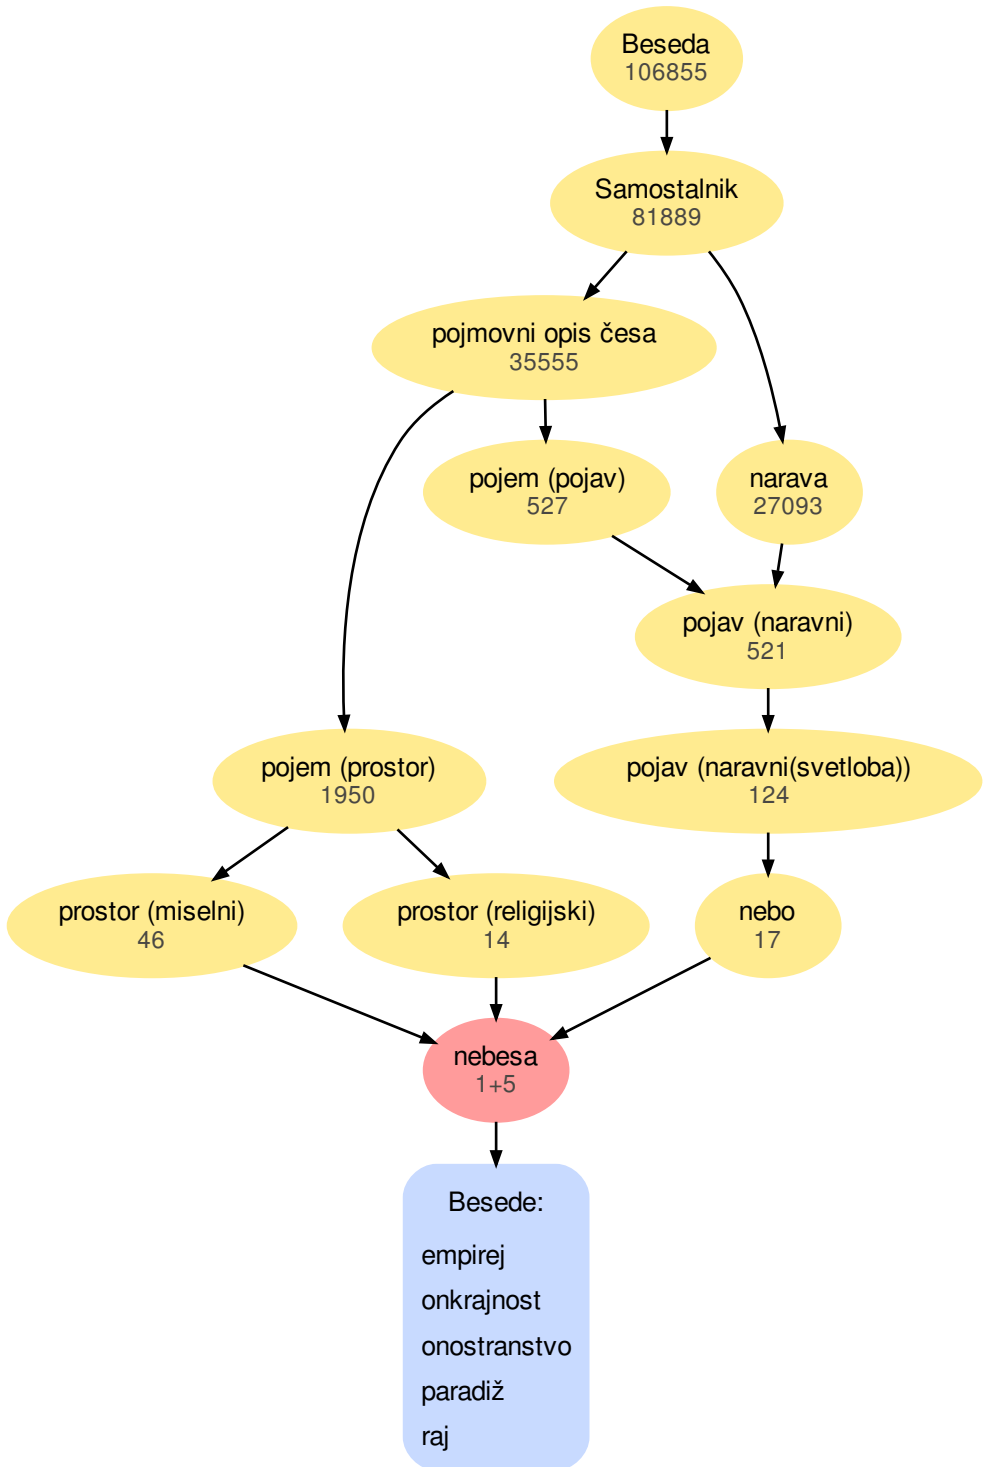 Beseda
106855
Samostalnik
81889
pojmovni opis česa
35555
pojem (pojav)
527
narava
27093
pojav (naravni)
521
pojem (prostor)
1950
pojav (naravni(svetloba))
124
prostor (miselni)
46
prostor (religijski)
14
nebo
17
nebesa
1+5
Besede:
empirej
onkrajnost
onostranstvo
paradiž
raj